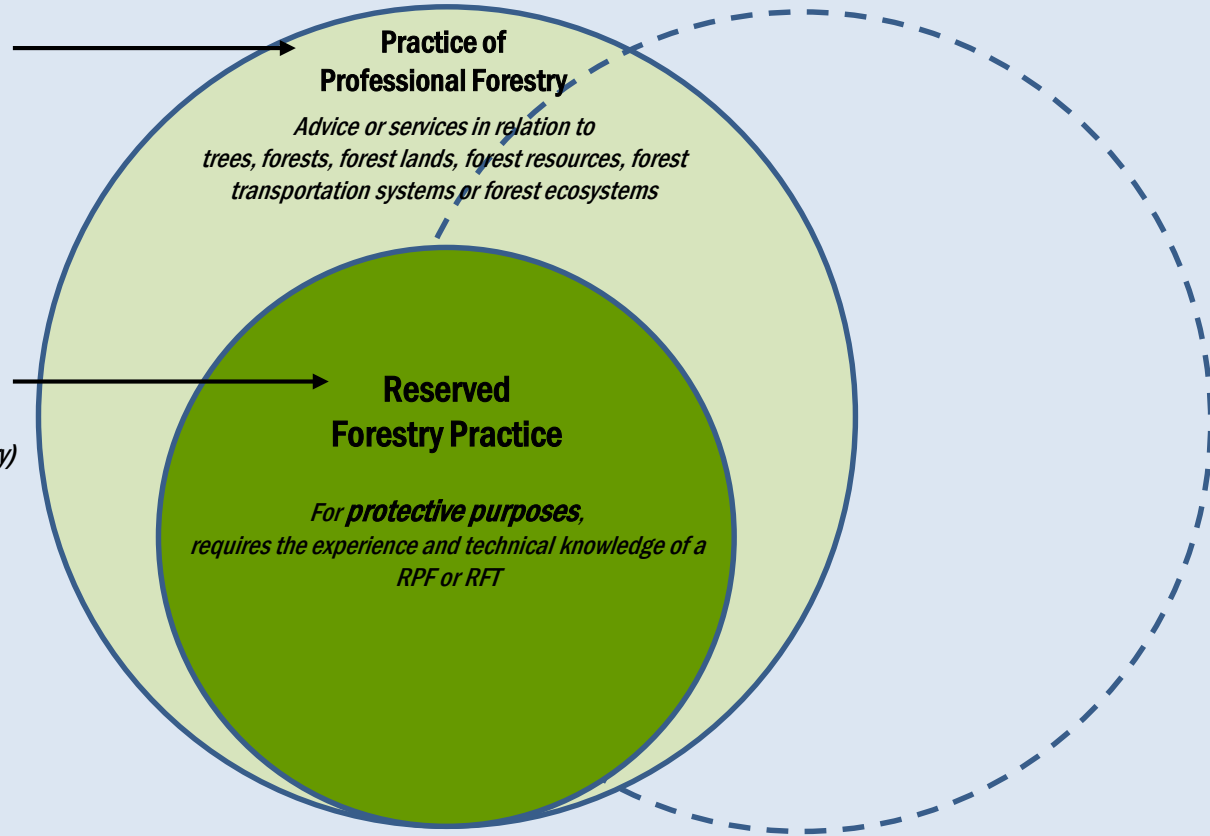 Practice of
Professional Forestry
Advice or services in relation to
trees, forests, forest lands, forest resources, forest
transportation systems or forest ecosystems
Reserved
Forestry Practice
y)
For protective purposes,
requires the experience and technical knowledge of a
RPF or RFT